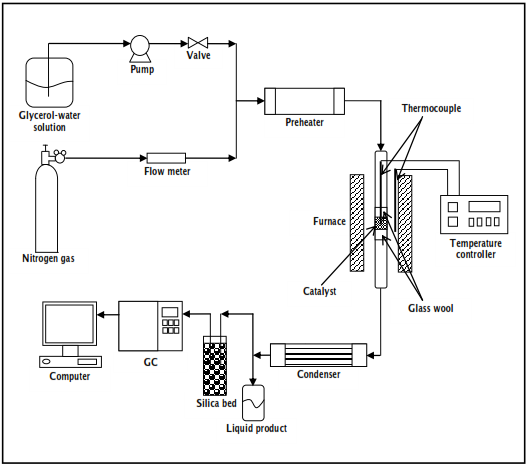 Pump
Valve
Glycerol-water
solution
Preheater
Thermocouple
Flow meter
Nitrogen gas
Furnace
Temperature
controller
Catalyst
Glass wool
Computer
GC
Silica bed
Condenser
Liquid product